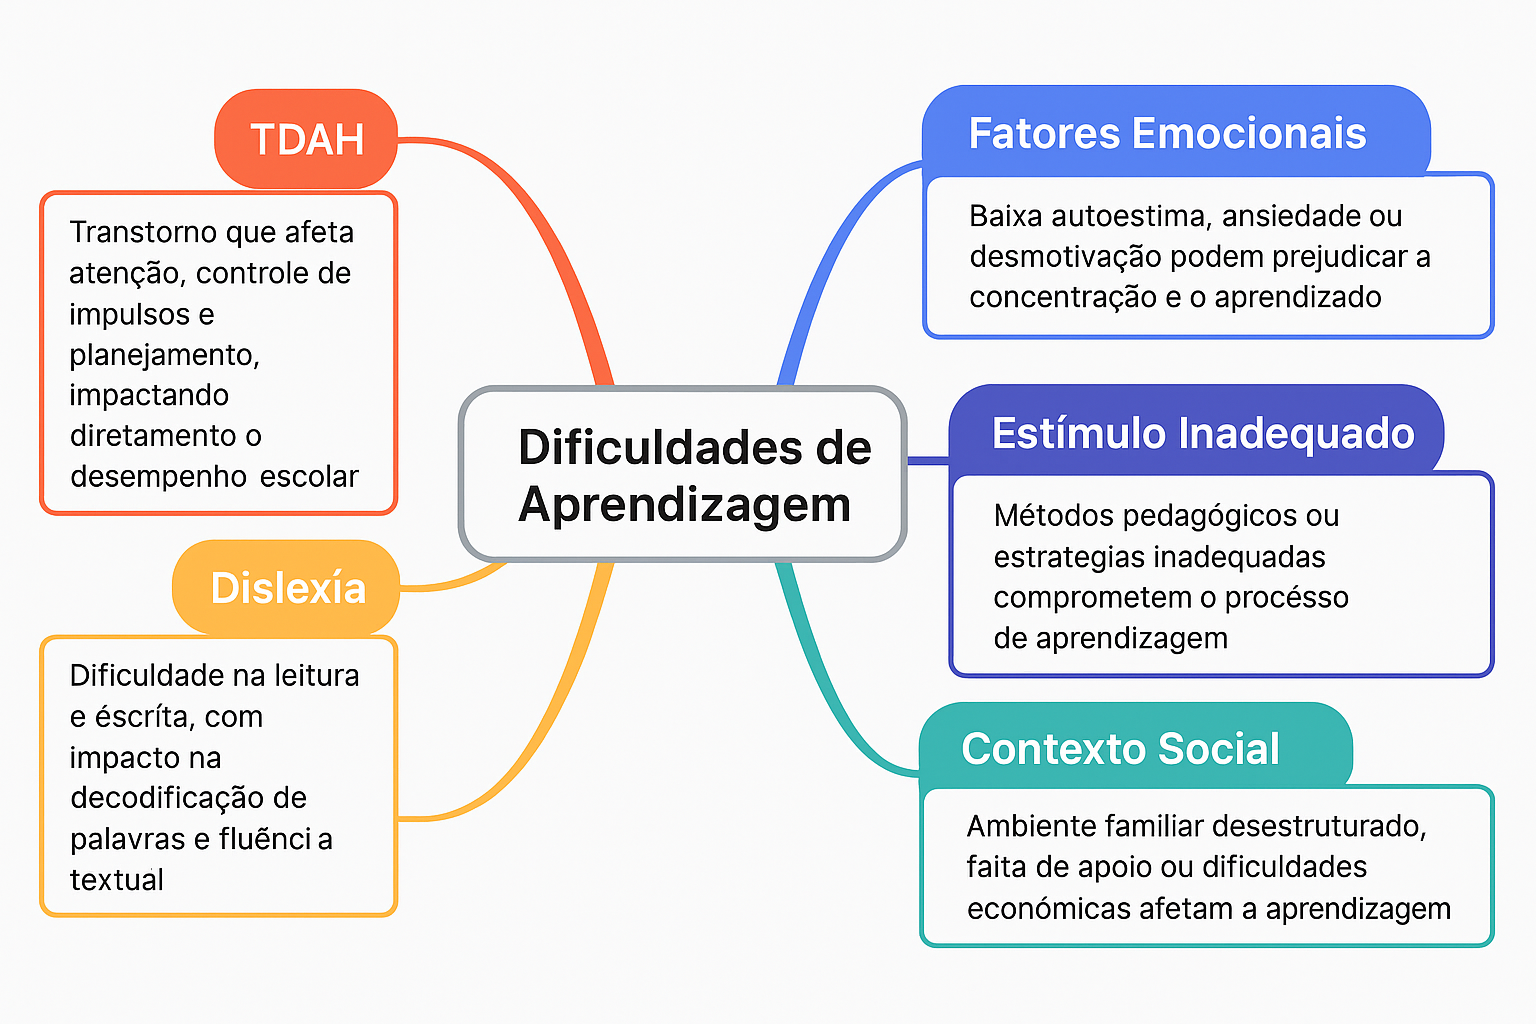 TDAH
Transtorno que afeta
atenção, controle de
impulsos e
planejamento,
impactando
diretamento o
desempenho escolar
Dislexía
Dificuldade na leitura
e éscríta, com
impacto na
decodificação de
palavras e fluẽnci a
textual
Dificuldades de
Aprendizagem
Fatores Emocionais
Baixa autoestima, ansiedade ou
desmotivação podem prejudicar a
concentração e o aprendizado
Estímulo Inadequado
Métodos pedagógicos ou
estrategias inadequadas
comprometem o procésso
de aprendizagem
Contexto Social
Ambiente familiar desestruturado,
faita de apoio ou dificuldades
económicas afetam a aprendizagem